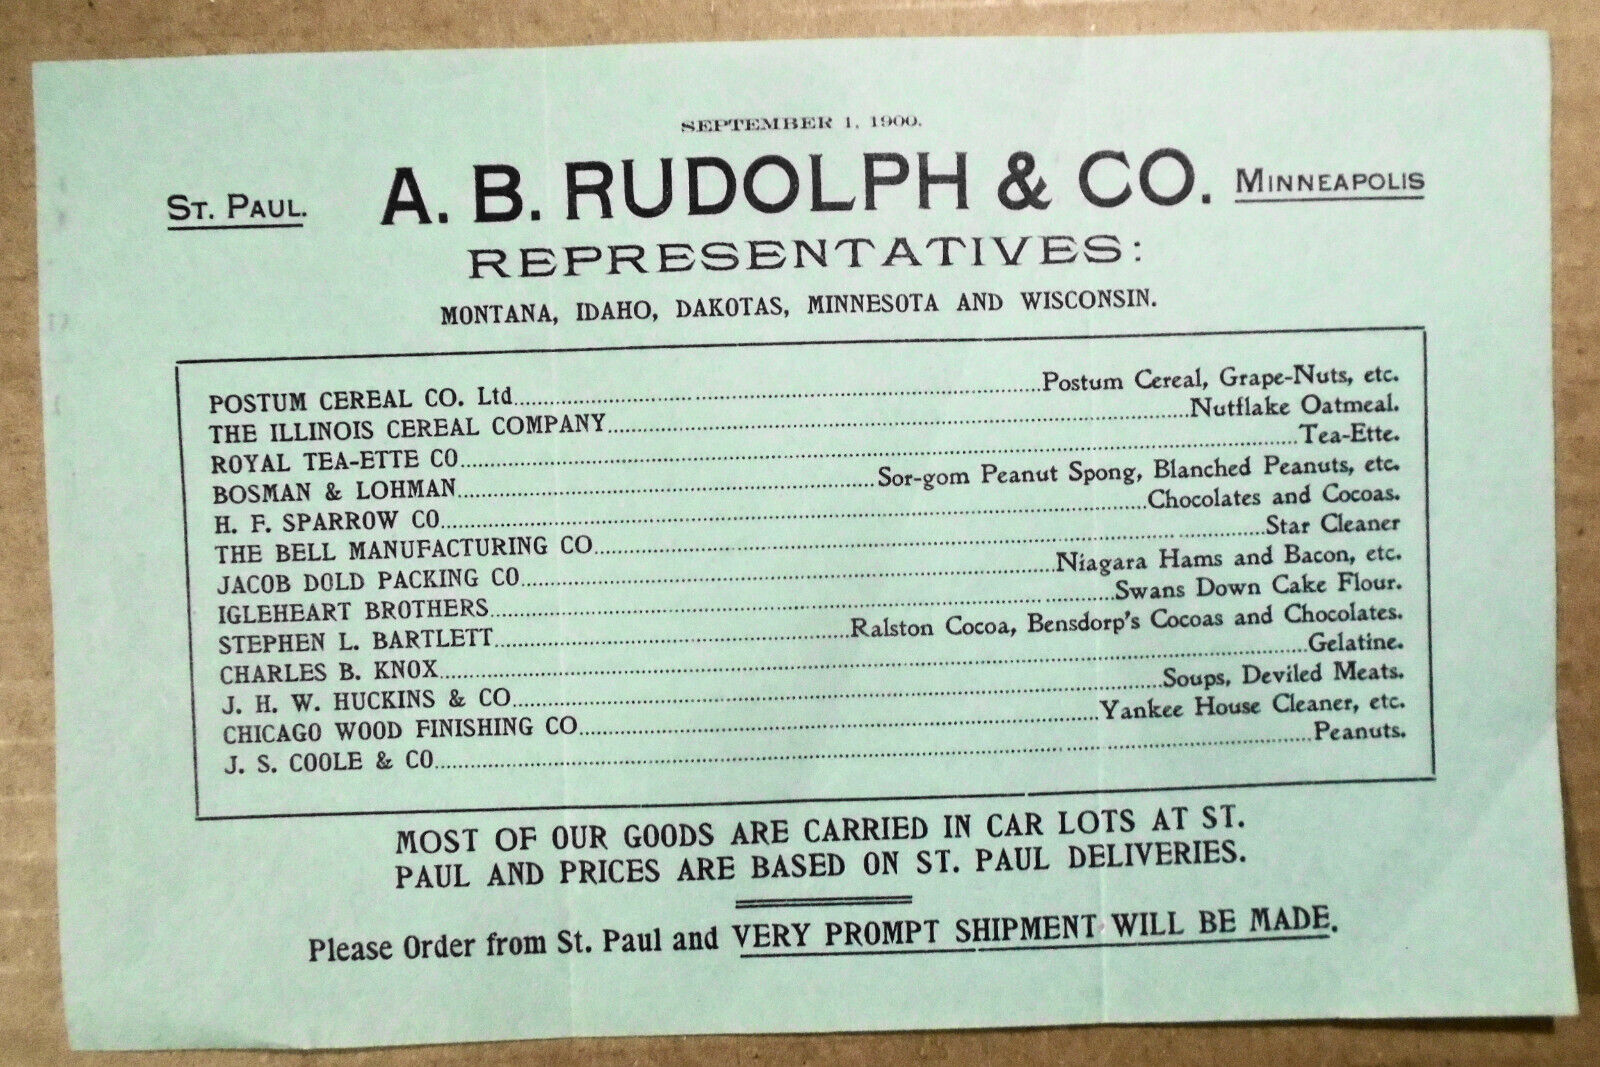 SEPTEMBER 1, 1900.
ST. PAUL. A. B. RUDOLPH & CO. MINNEAPOLIS
REPRESENTATIVES:
MONTANA, IDAHO, DAKOTAS, MINNESOTA AND WISCONSIN.
POSTUM CEREAL CO. Ltd........Postum Cereal, Grape-Nuts, etc.
THE ILLINOIS CEREAL COMPANY........Nutflake Oatmeal.
ROYAL TEA-ETTE CO........Tea-Ette.
BOSMAN & LOHMAN........Sor-gom Peanut Spong, Blanched Peanuts, etc.
H. F. SPARROW CO........Chocolates and Cocoas.
THE BELL MANUFACTURING CO........Star Cleaner
JACOB DOLD PACKING CO........Niagara Hams and Bacon, etc.
IGLEHEART BROTHERS........Swans Down Cake Flour.
STEPHEN L. BARTLETT........Ralston Cocoa, Bensdorp's Cocoas and Chocolates.
CHARLES B. KNOX........Gelatine.
J. H. W. HUCKINS & CO........Soups, Deviled Meats.
CHICAGO WOOD FINISHING CO........Yankee House Cleaner, etc.
J. S. COOLE & CO........Peanuts.
MOST OF OUR GOODS ARE CARRIED IN CAR LOTS AT ST.
PAUL AND PRICES ARE BASED ON ST. PAUL DELIVERIES.
Please Order from St. Paul and VERY PROMPT SHIPMENT WILL BE MADE.